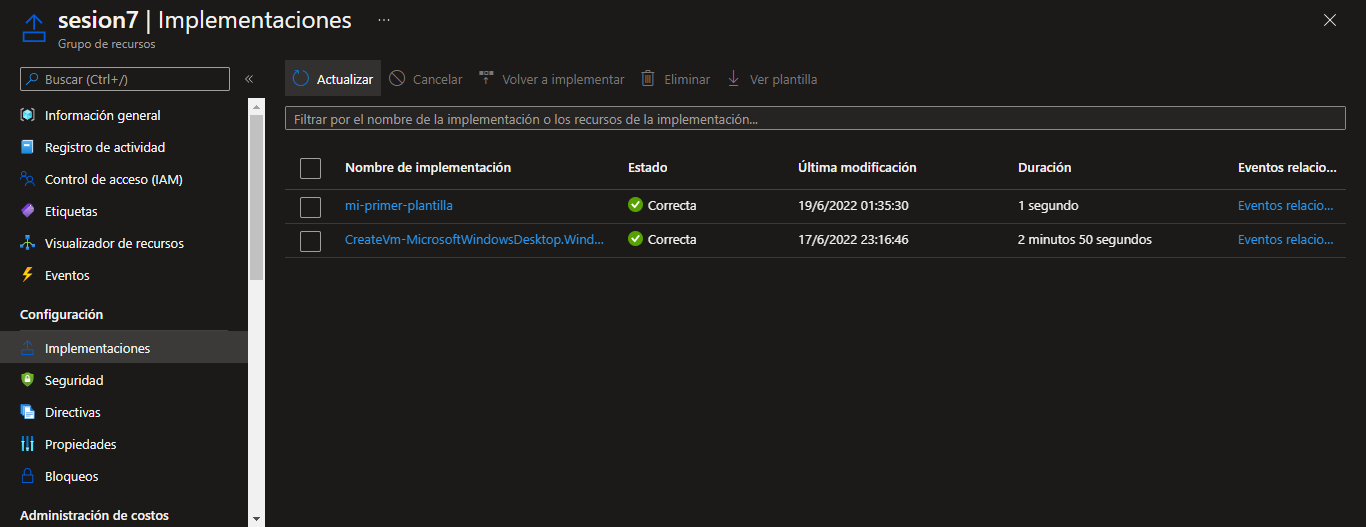 sesion7 | Implementaciones ...
Grupo de recursos
Buscar (Ctrl+/) «
Información general
Registro de actividad
Control de acceso (IAM)
Etiquetas
Visualizador de recursos
Eventos
Configuración
Implementaciones
Seguridad
Directivas
Propiedades
Bloqueos
Administración de costos
Actualizar Cancelar Volver a implementar Eliminar Ver plantilla
Filtrar por el nombre de la implementación o los recursos de la implementación...
Nombre de implementación Estado Última modificación Duración Eventos relacio...
mi-primer-plantilla Correcta 19/6/2022 01:35:30 1 segundo Eventos relacio...
CreateVm-MicrosoftWindowsDesktop.Wind... Correcta 17/6/2022 23:16:46 2 minutos 50 segundos Eventos relacio...